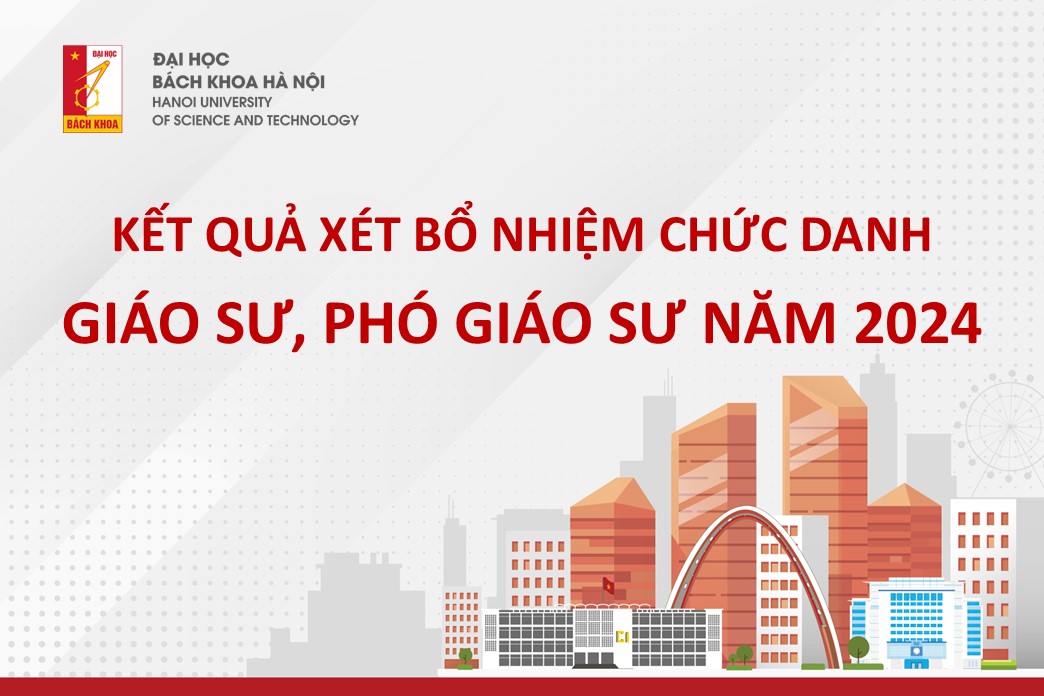 ĐẠI HỌC
BÁCH KHOA
ĐẠI HỌC
BÁCH KHOA HÀ NỘI
HANOI UNIVERSITY
OF SCIENCE AND TECHNOLOGY
KẾT QUẢ XÉT BỔ NHIỆM CHỨC DANH
GIÁO SƯ, PHÓ GIÁO SƯ NĂM 2024